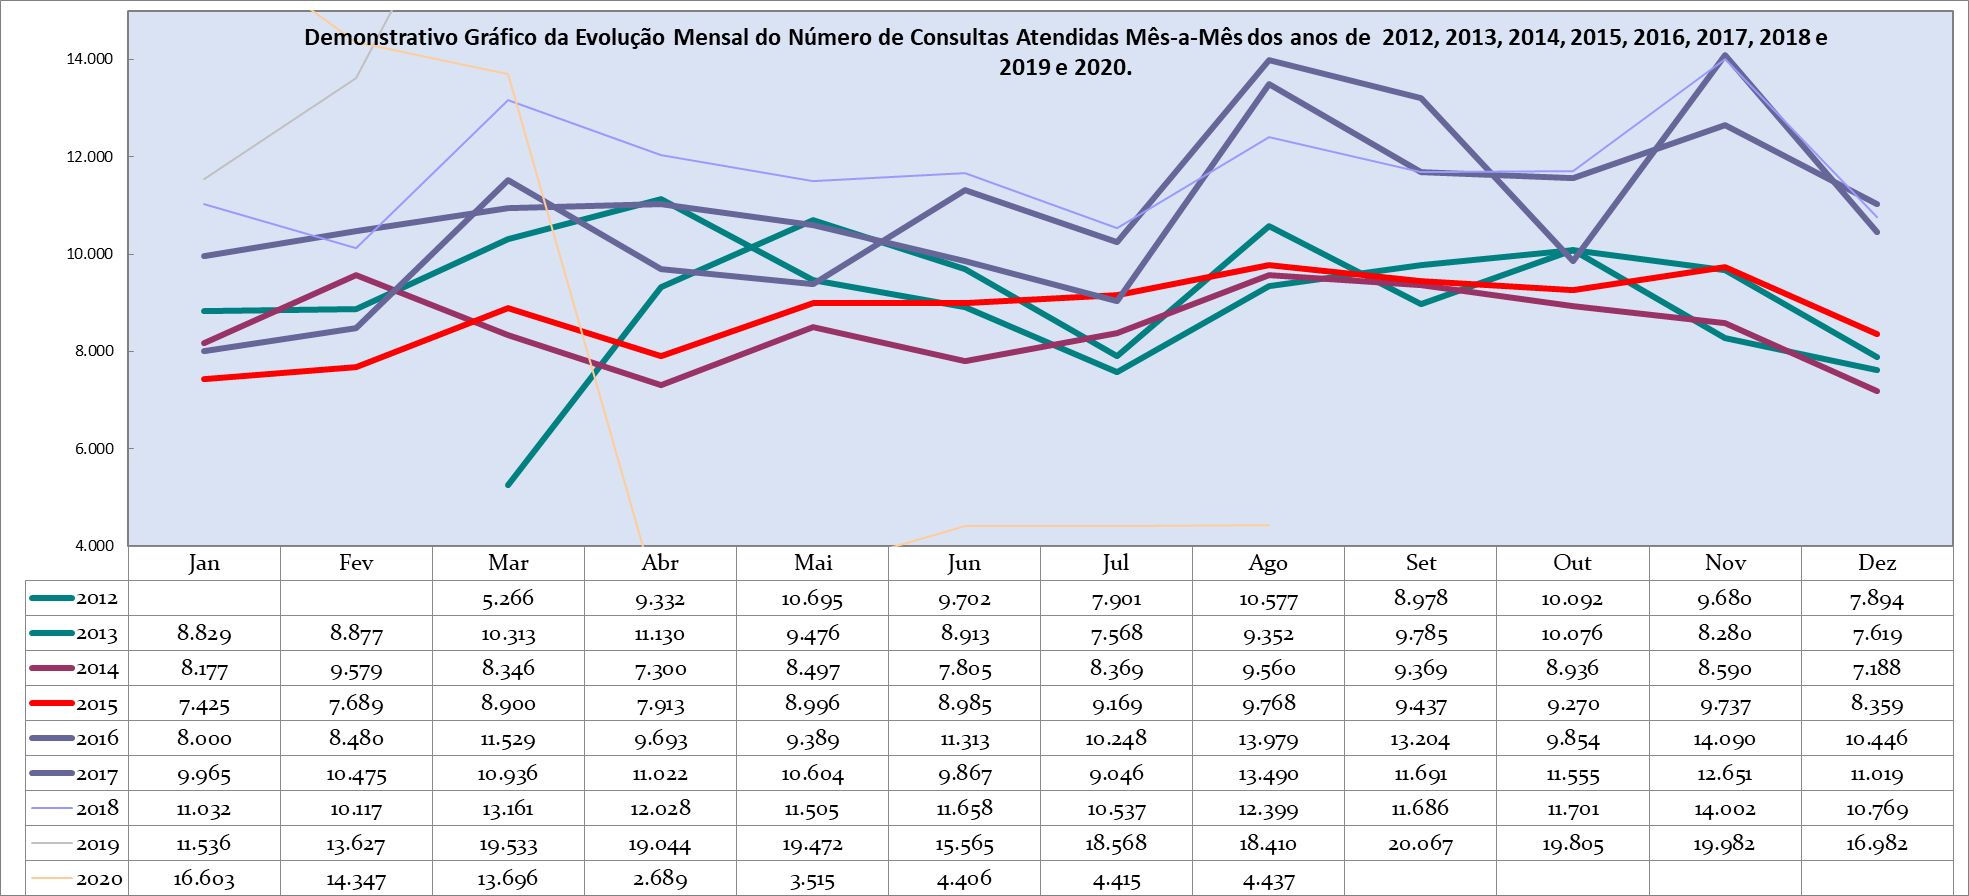 Demonstrativo Gráfico da Evolução Mensal do Número de Consultas Atendidas Mês-a-Mês dos anos de 2012, 2013, 2014, 2015, 2016, 2017, 2018 e
2019 e 2020.
14.000
12.000
10.000
8.000
6.000
4.000
Jan Fev Mar Abr Mai Jun Jul Ago Set Out Nov Dez
2012 5.266 9.332 10.695 9.702 7.901 10.577 8.978 10.092 9.680 7.894
2013 8.829 8.877 10.313 11.130 9.476 8.913 7.568 9.352 9.785 10.076 8.280 7.619
2014 8.177 9.579 8.346 7.300 8.497 7.805 8.369 9.560 9.369 8.936 8.590 7.188
2015 7.425 7.689 8.900 7.913 8.996 8.985 9.169 9.768 9.437 9.270 9.737 8.359
2016 8.000 8.480 11.529 9.693 9.389 11.313 10.248 13.979 13.204 9.854 14.090 10.446
2017 9.965 10.475 10.936 11.022 10.604 9.867 9.046 13.490 11.691 11.555 12.651 11.019
2018 11.032 10.117 13.161 12.028 11.505 11.658 10.537 12.399 11.686 11.701 14.002 10.769
2019 11.536 13.627 19.533 19.044 19.472 15.565 18.568 18.410 20.067 19.805 19.982 16.982
2020 16.603 14.347 13.696 2.689 3.515 4.406 4.415 4.437